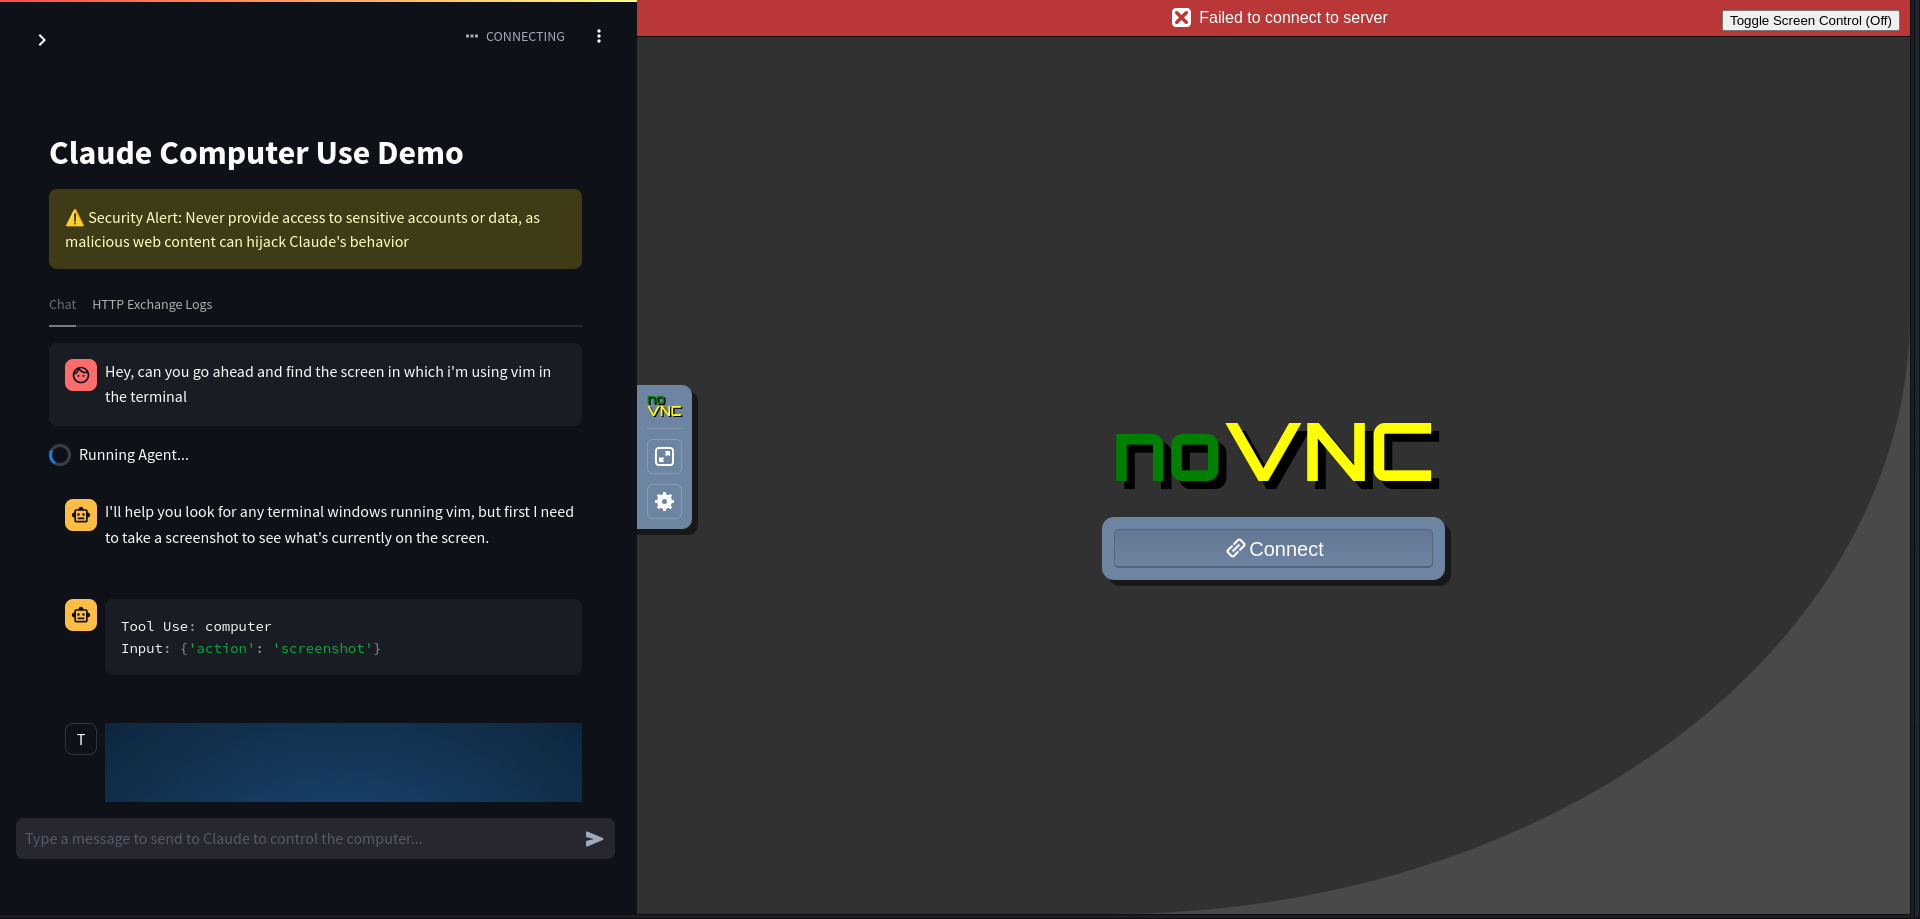 CONNECTING
Claude Computer Use Demo
⚠️ Security Alert: Never provide access to sensitive accounts or data, as
malicious web content can hijack Claude's behavior
Chat HTTP Exchange Logs
Hey, can you go ahead and find the screen in which i'm using vim in
the terminal
Running Agent...
I'll help you look for any terminal windows running vim, but first I need
to take a screenshot to see what's currently on the screen.
Tool Use: computer
Input: {'action': 'screenshot'}
T
Type a message to send to Claude to control the computer...
Failed to connect to server
Toggle Screen Control (Off)
no
VNC
noVNC
Connect